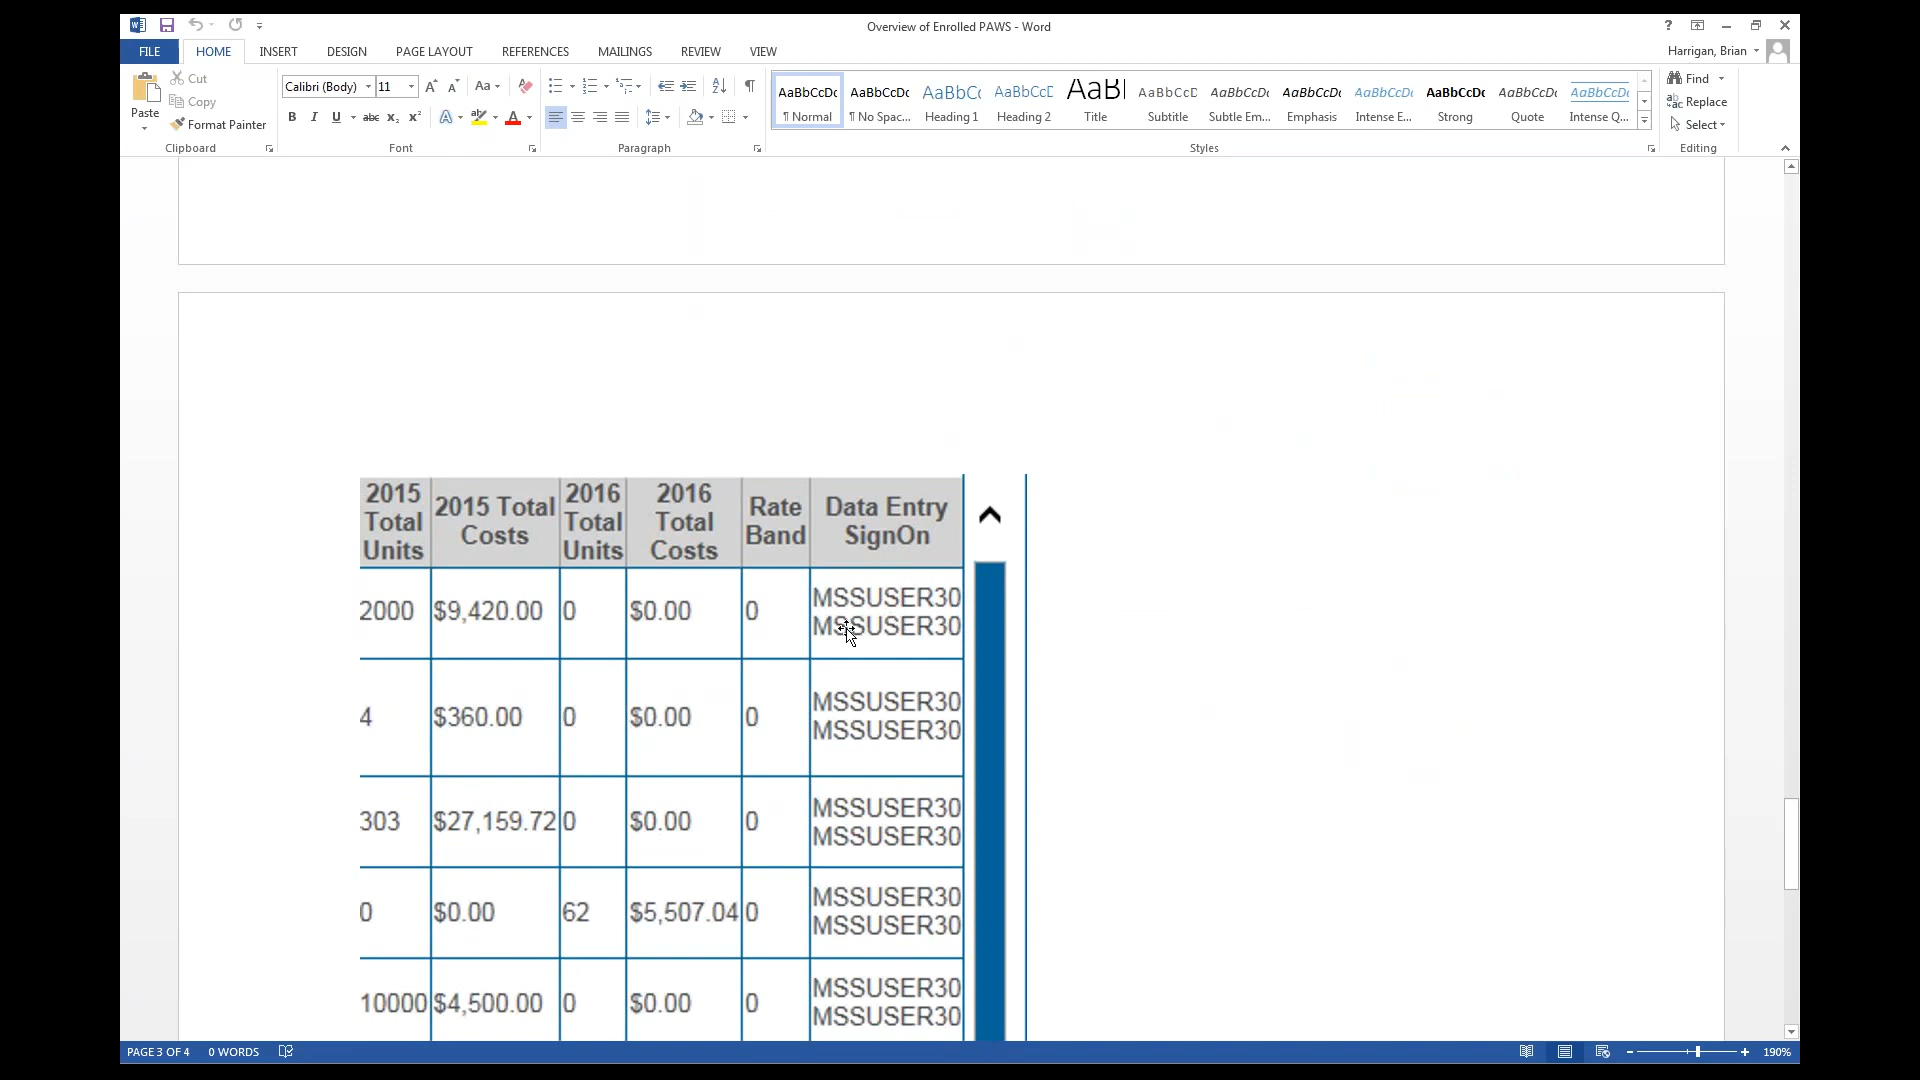 Overview of Enrolled PAWS - Word
?
FILE HOME INSERT DESIGN PAGE LAYOUT REFERENCES MAILINGS REVIEW VIEW Harrigan, Brian
Paste
Cut
Copy
Format Painter
Clipboard
Calibri (Body) 11 A A Aa
B I U abc x₂ x² A A
Font
Paragraph
AaBbCcDc AaBbCcDc AaBbCc AaBbCcD AaBl AaBbCcD AaBbCcDc AaBbCcDc AaBbCcDc AaBbCcDc AaBbCcDc AaBbCcDc
¶ Normal ¶ No Spac... Heading 1 Heading 2 Title Subtitle Subtle Em... Emphasis Intense E... Strong Quote Intense Q...
Styles
Find
Replace
Select
Editing
2015 Total Units 2015 Total Costs 2016 Total Units 2016 Total Costs Rate Band Data Entry SignOn
2000 $9,420.00 0 $0.00 0 MSSUSER30
MSSUSER30
4 $360.00 0 $0.00 0 MSSUSER30
MSSUSER30
303 $27,159.72 0 $0.00 0 MSSUSER30
MSSUSER30
0 $0.00 62 $5,507.04 0 MSSUSER30
MSSUSER30
10000 $4,500.00 0 $0.00 0 MSSUSER30
MSSUSER30
PAGE 3 OF 4 0 WORDS 190%